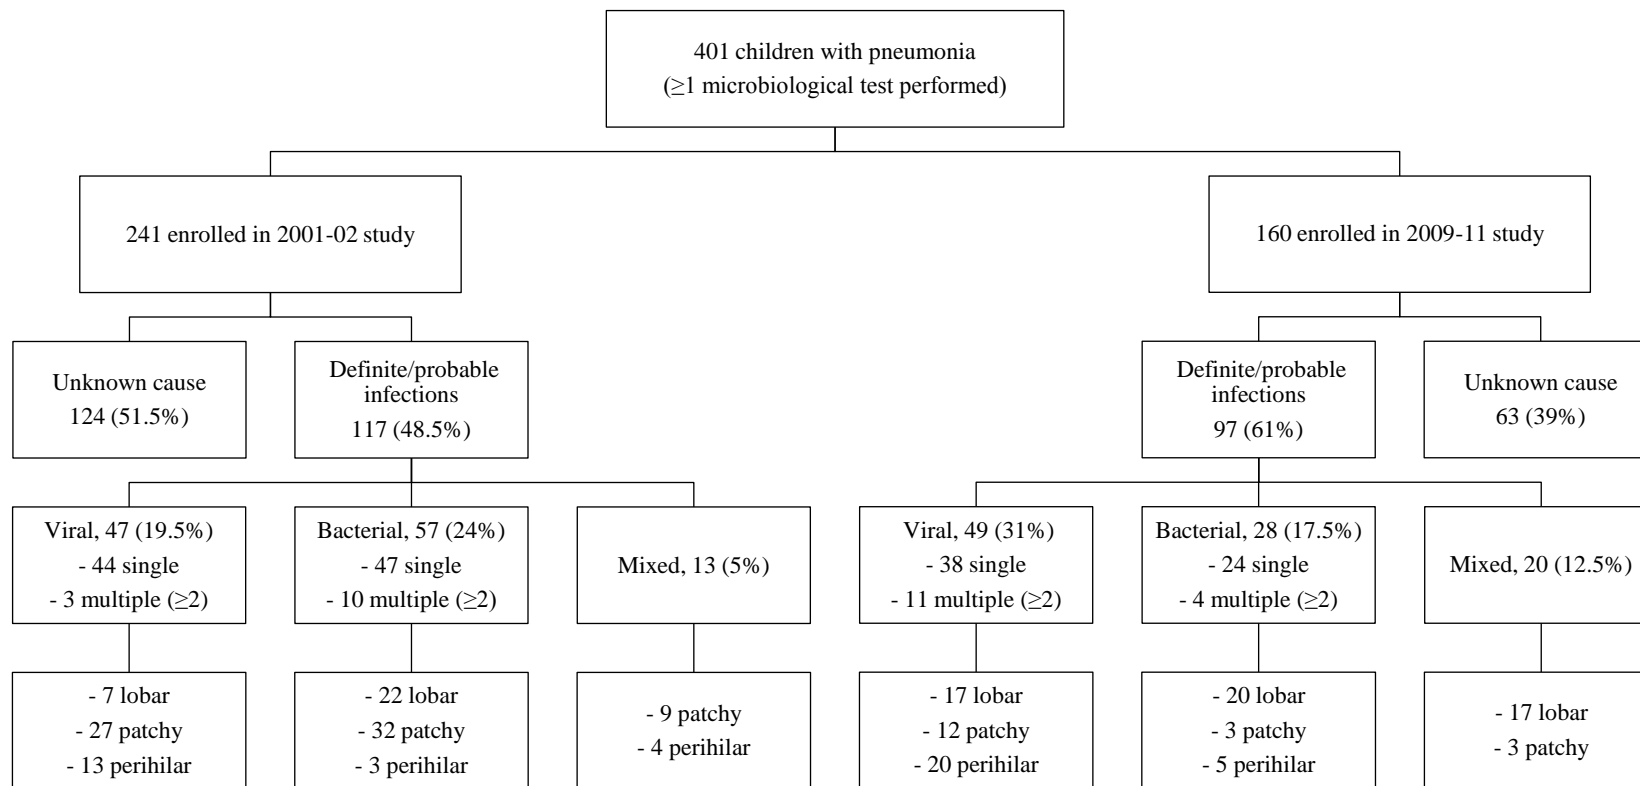 401 children with pneumonia
(≥1 microbiological test performed)
241 enrolled in 2001-02 study
160 enrolled in 2009-11 study
Unknown cause
124 (51.5%)
Definite/probable
infections
117 (48.5%)
Definite/probable
infections
97 (61%)
Unknown cause
63 (39%)
Viral, 47 (19.5%)
- 44 single
- 3 multiple (≥2)
Bacterial, 57 (24%)
- 47 single
- 10 multiple (≥2)
Mixed, 13 (5%)
Viral, 49 (31%)
- 38 single
- 11 multiple (≥2)
Bacterial, 28 (17.5%)
- 24 single
- 4 multiple (≥2)
Mixed, 20 (12.5%)
- 7 lobar
- 27 patchy
- 13 perihilar
- 22 lobar
- 32 patchy
- 3 perihilar
- 9 patchy
- 4 perihilar
- 17 lobar
- 12 patchy
- 20 perihilar
- 20 lobar
- 3 patchy
- 5 perihilar
- 17 lobar
- 3 patchy